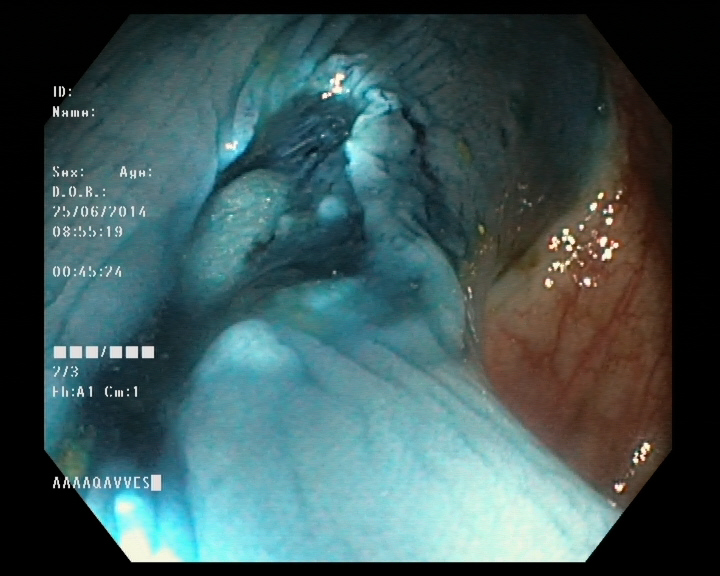 ID:
Name:
Sex: Age:
D.O.B.:
25/06/2014
08:55:19
00:45:24
■■■/■■■
2/3
Eh:A1 Cm:1
AAAAQAVVES